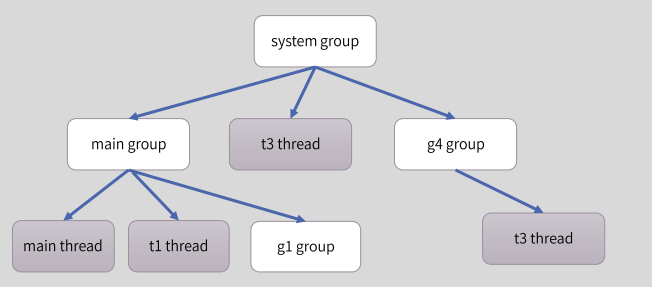 system group
main group
t3 thread
g4 group
main thread
t1 thread
g1 group
t3 thread